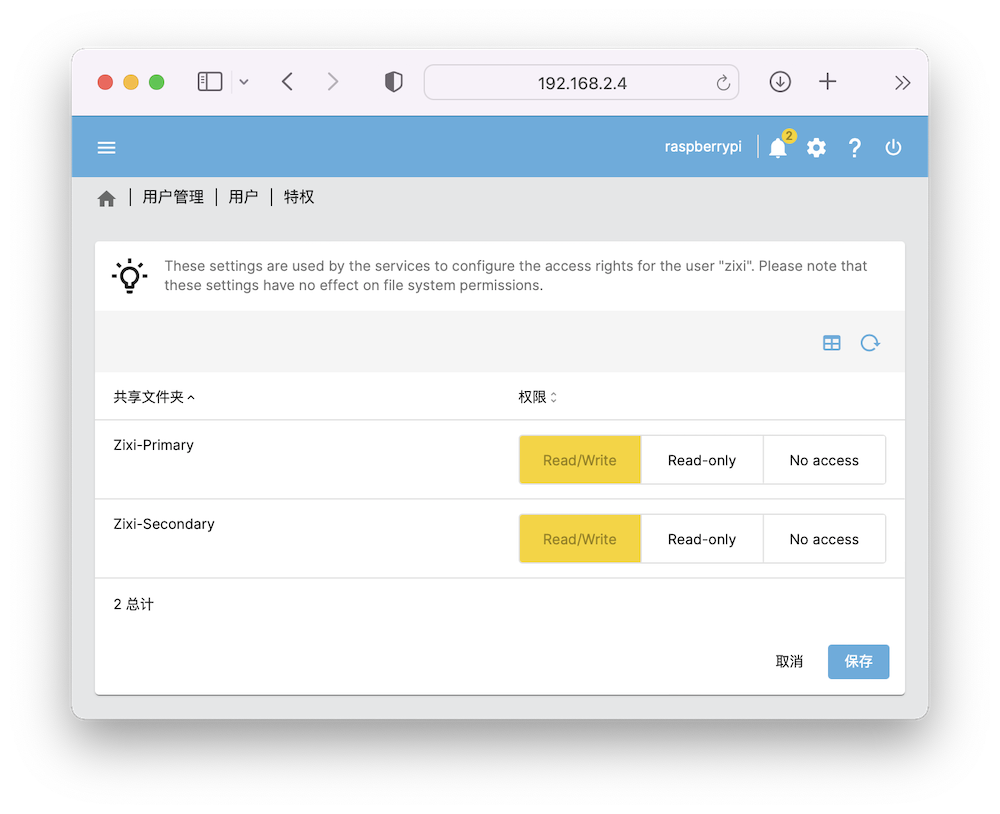 192.168.2.4
raspberrypi
2
用户管理 | 用户 | 特权
These settings are used by the services to configure the access rights for the user "zixi". Please note that
these settings have no effect on file system permissions.
共享文件夹 权限
Zixi-Primary
Read/Write Read-only No access
Zixi-Secondary
Read/Write Read-only No access
2 总计
取消 保存